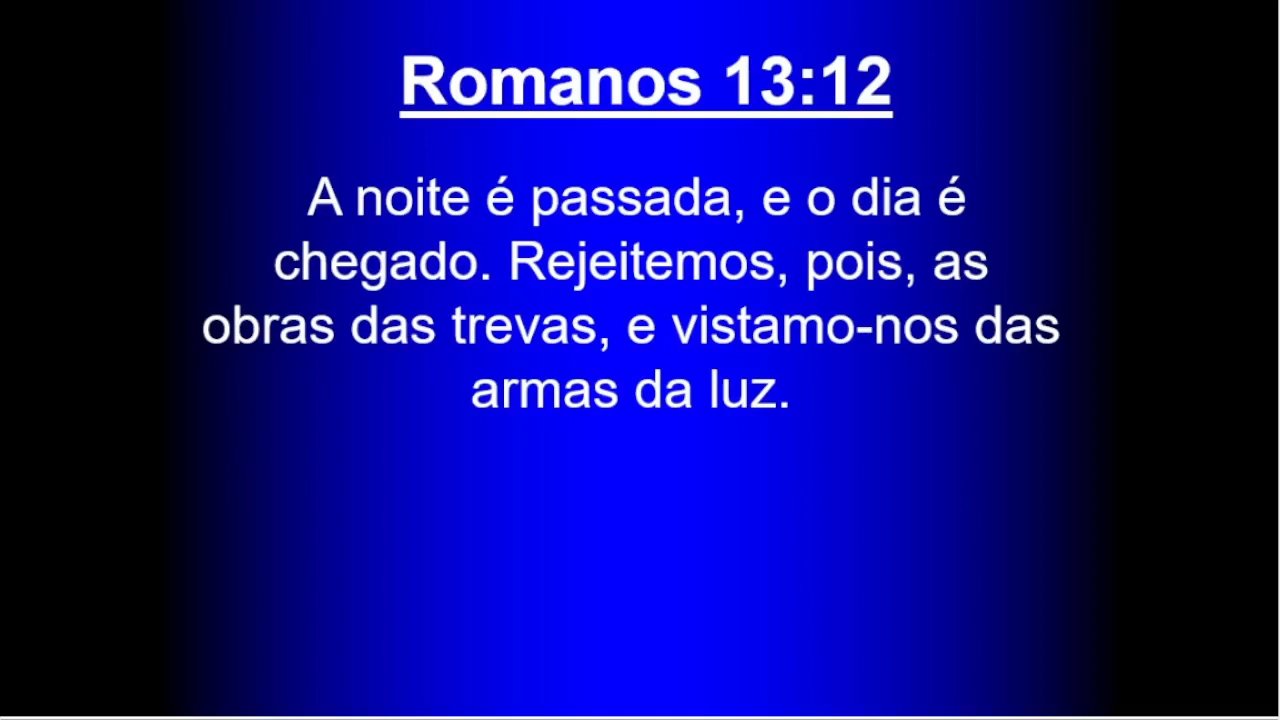 Romanos 13:12
A noite é passada, e o dia é
chegado. Rejeitemos, pois, as
obras das trevas, e vistamo-nos das
armas da luz.